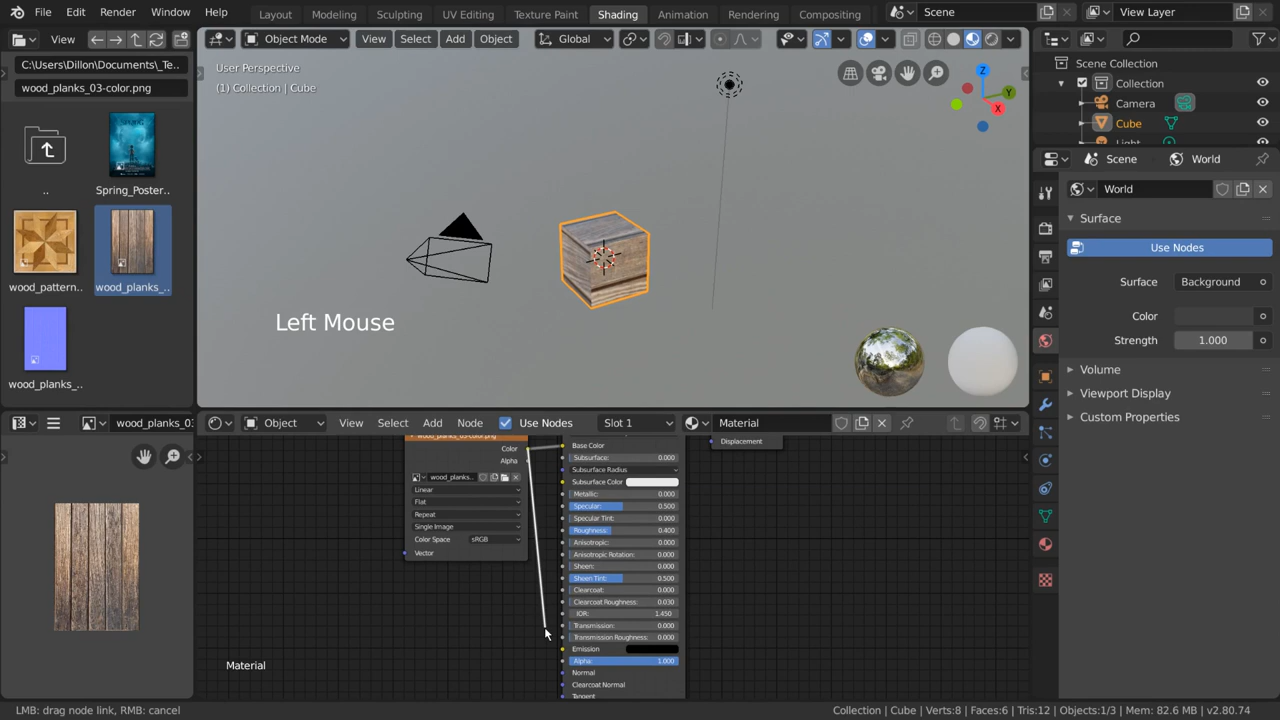 File Edit Render Window Help Layout Modeling Sculpting UV Editing Texture Paint Shading Animation Rendering Compositing Scene View Layer
View
C:\Users\Dillon\Documents\_Te..
wood_planks_03-color.png
..
Spring_Poster..
wood_pattern..
wood_planks_..
wood_planks_..
Object Mode View Select Add Object Global
User Perspective
(1) Collection | Cube
Z
Y
X
Left Mouse
Scene Collection
Collection
Camera
Cube
Light
Scene World
World
Surface
Use Nodes
Surface Background
Color
Strength 1.000
Volume
Viewport Display
Custom Properties
wood_planks_0
Object View Select Add Node Use Nodes Slot 1 Material
wood_planks_03-color.png
Color
Alpha
wood_planks..
Linear
Flat
Repeat
Single Image
Color Space sRGB
Vector
Base Color
Subsurface: 0.000
Subsurface Radius
Subsurface Color
Metallic: 0.000
Specular: 0.500
Specular Tint: 0.000
Roughness: 0.400
Anisotropic: 0.000
Anisotropic Rotation: 0.000
Sheen: 0.000
Sheen Tint: 0.500
Clearcoat: 0.000
Clearcoat Roughness: 0.030
IOR: 1.450
Transmission: 0.000
Transmission Roughness: 0.000
Emission
Alpha: 1.000
Normal
Clearcoat Normal
Tangent
Displacement
Material
LMB: drag node link, RMB: cancel
Collection | Cube | Verts:8 | Faces:6 | Tris:12 | Objects:1/3 | Mem: 82.6 MB | v2.80.74